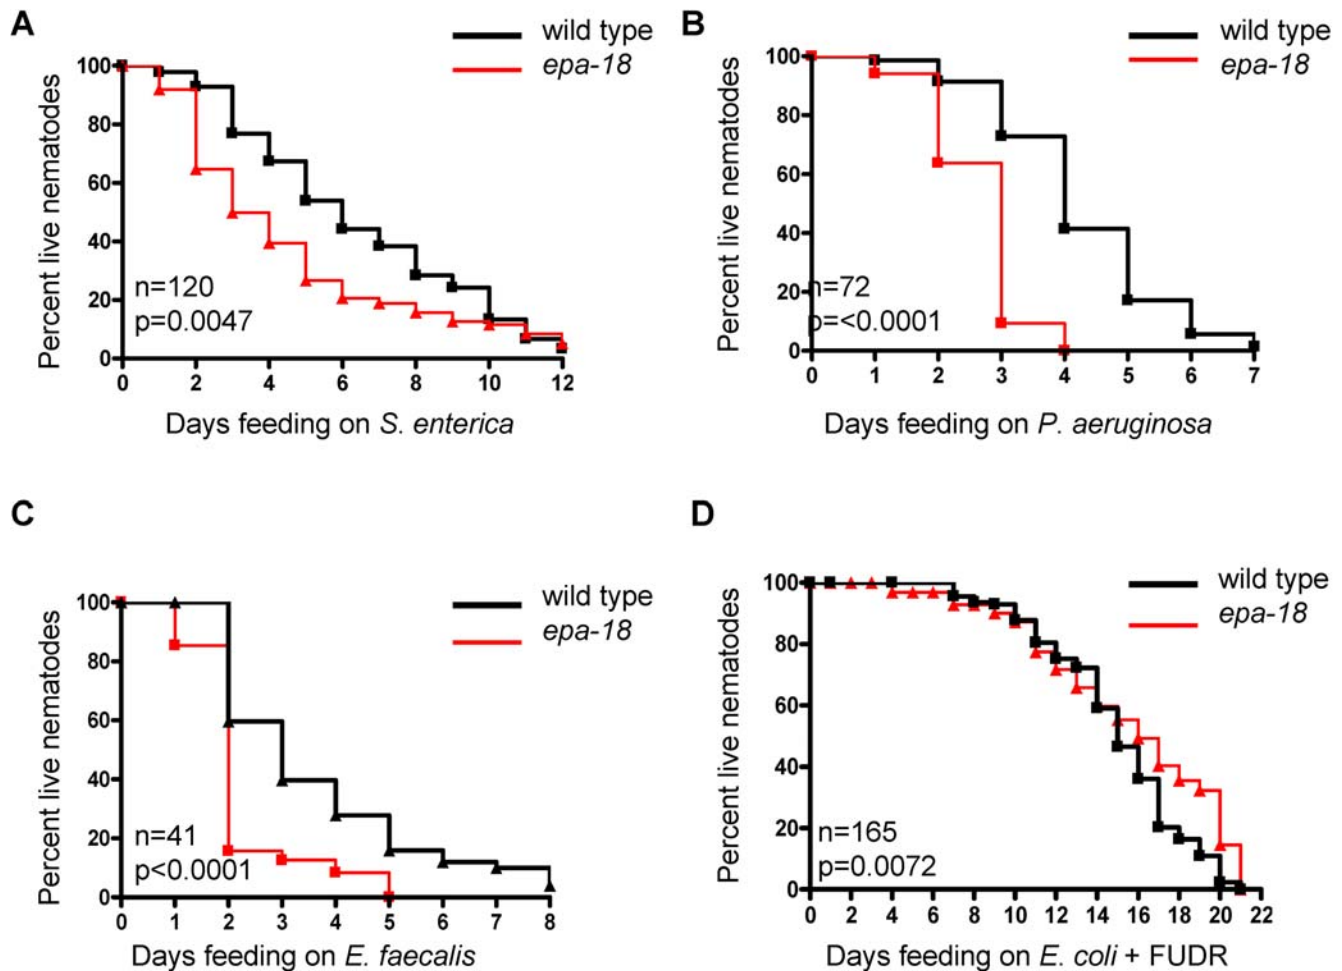 A
wild type
epa-18
Percent live nematodes
100
80
60
40
20
0
n=120
p=0.0047
0 2 4 6 8 10 12
Days feeding on S. enterica
B
wild type
epa-18
Percent live nematodes
100
80
60
40
20
0
n=72
p=<0.0001
0 1 2 3 4 5 6 7
Days feeding on P. aeruginosa
C
wild type
epa-18
Percent live nematodes
100
80
60
40
20
0
n=41
p<0.0001
0 1 2 3 4 5 6 7 8
Days feeding on E. faecalis
D
wild type
epa-18
Percent live nematodes
100
80
60
40
20
0
n=165
p=0.0072
0 2 4 6 8 10 12 14 16 18 20 22
Days feeding on E. coli + FUDR